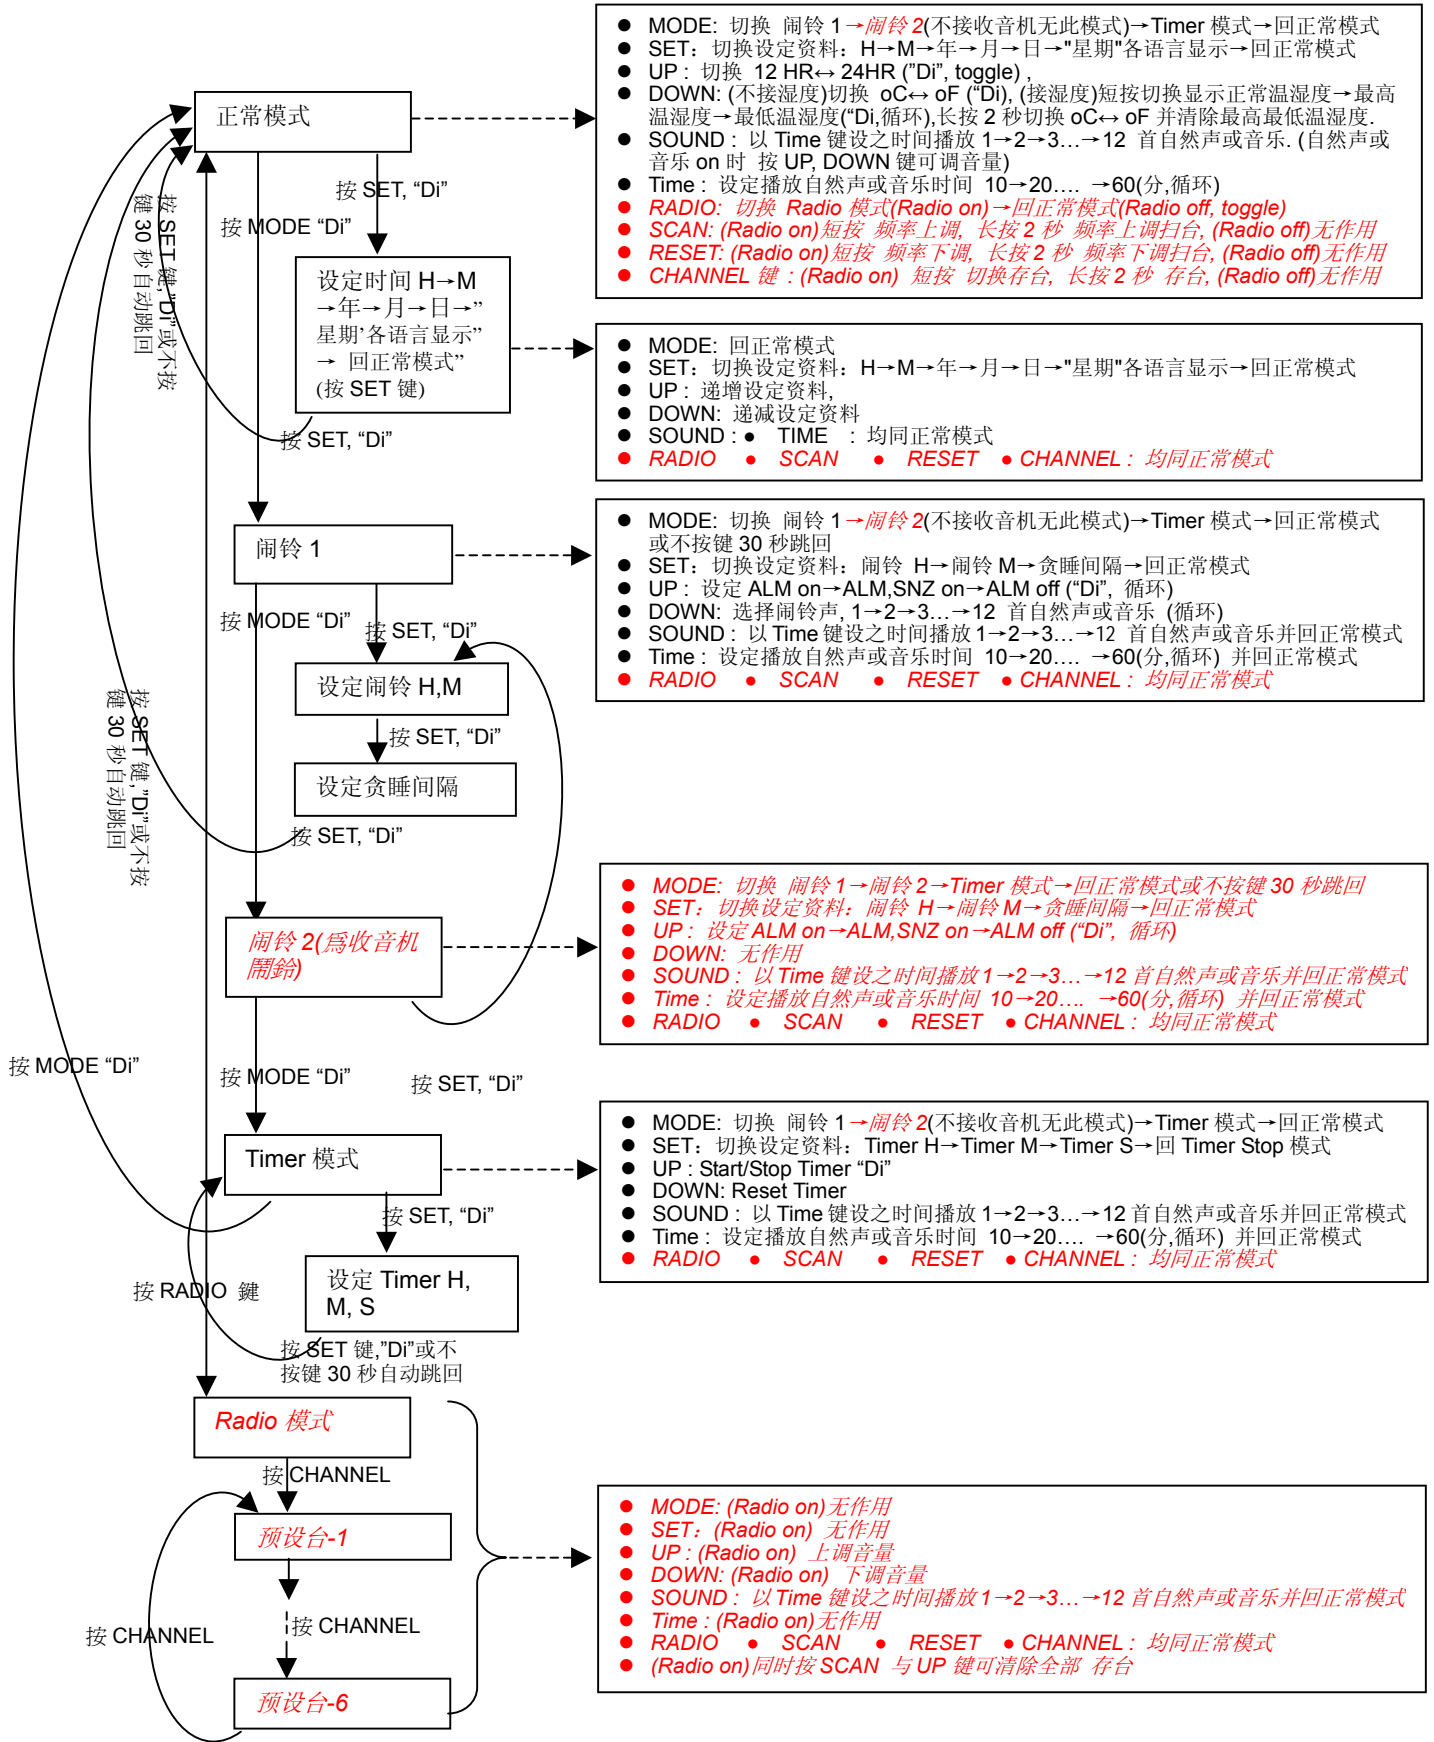 ● MODE: 切换 闹铃 1→闹铃 2(不接收音机无此模式)→Timer 模式→回正常模式
● SET：切换设定资料：H→M→年→月→日→"星期"各语言显示→回正常模式
● UP : 切换 12 HR↔ 24HR ("Di", toggle) ,
● DOWN: (不接湿度)切换 oC↔ oF (“Di), (接湿度)短按切换显示正常温湿度→最高
温湿度→最低温湿度(“Di,循环),长按 2 秒切换 oC↔ oF 并清除最高最低温湿度.
● SOUND : 以 Time 键设之时间播放 1→2→3…→12 首自然声或音乐. (自然声或
音乐 on 时 按 UP, DOWN 键可调音量)
● Time : 设定播放自然声或音乐时间 10→20…. →60(分,循环)
● RADIO: 切换 Radio 模式(Radio on)→回正常模式(Radio off, toggle)
● SCAN: (Radio on)短按 频率上调, 长按 2 秒 频率上调扫台, (Radio off)无作用
● RESET: (Radio on)短按 频率下调, 长按 2 秒 频率下调扫台, (Radio off)无作用
● CHANNEL 键 : (Radio on) 短按 切换存台, 长按 2 秒 存台, (Radio off)无作用
正常模式
按 SET, “Di”
按 MODE “Di”
按 SET 键,”Di”或不按
键 30 秒自动跳回
设定时间 H→M
→年→月→日→”
星期’各语言显示”
→ 回正常模式”
(按 SET 键)
按 SET, “Di”
● MODE: 回正常模式
● SET：切换设定资料：H→M→年→月→日→"星期"各语言显示→回正常模式
● UP : 递增设定资料,
● DOWN: 递减设定资料
● SOUND : ● TIME : 均同正常模式
● RADIO ● SCAN ● RESET ● CHANNEL : 均同正常模式
闹铃 1
● MODE: 切换 闹铃 1→闹铃 2(不接收音机无此模式)→Timer 模式→回正常模式
或不按键 30 秒跳回
● SET：切换设定资料：闹铃 H→闹铃 M→贪睡间隔→回正常模式
● UP : 设定 ALM on→ALM,SNZ on→ALM off (“Di”, 循环)
● DOWN: 选择闹铃声, 1→2→3…→12 首自然声或音乐 (循环)
● SOUND : 以 Time 键设之时间播放 1→2→3…→12 首自然声或音乐并回正常模式
● Time : 设定播放自然声或音乐时间 10→20…. →60(分,循环) 并回正常模式
● RADIO ● SCAN ● RESET ● CHANNEL : 均同正常模式
按 MODE “Di”
按 SET, “Di”
设定闹铃 H,M
按 SET, “Di”
设定贪睡间隔
按 SET, “Di”
按 SET 键,”Di”或不按
键 30 秒自动跳回
闹铃 2(爲收音机
鬧鈴)
● MODE: 切换 闹铃 1→闹铃 2→Timer 模式→回正常模式或不按键 30 秒跳回
● SET：切换设定资料：闹铃 H→闹铃 M→贪睡间隔→回正常模式
● UP : 设定 ALM on→ALM,SNZ on→ALM off (“Di”, 循环)
● DOWN: 无作用
● SOUND : 以 Time 键设之时间播放 1→2→3…→12 首自然声或音乐并回正常模式
● Time : 设定播放自然声或音乐时间 10→20…. →60(分,循环) 并回正常模式
● RADIO ● SCAN ● RESET ● CHANNEL : 均同正常模式
按 MODE “Di”
按 MODE “Di”
按 SET, “Di”
Timer 模式
● MODE: 切换 闹铃 1→闹铃 2(不接收音机无此模式)→Timer 模式→回正常模式
● SET：切换设定资料：Timer H→Timer M→Timer S→回 Timer Stop 模式
● UP : Start/Stop Timer “Di”
● DOWN: Reset Timer
● SOUND : 以 Time 键设之时间播放 1→2→3…→12 首自然声或音乐并回正常模式
● Time : 设定播放自然声或音乐时间 10→20…. →60(分,循环) 并回正常模式
● RADIO ● SCAN ● RESET ● CHANNEL : 均同正常模式
按 SET, “Di”
按 RADIO 鍵
设定 Timer H,
M, S
按 SET 键,”Di”或不
按键 30 秒自动跳回
Radio 模式
按 CHANNEL
预设台-1
按 CHANNEL
按 CHANNEL
预设台-6
● MODE: (Radio on)无作用
● SET：(Radio on) 无作用
● UP : (Radio on) 上调音量
● DOWN: (Radio on) 下调音量
● SOUND : 以 Time 键设之时间播放 1→2→3…→12 首自然声或音乐并回正常模式
● Time : (Radio on)无作用
● RADIO ● SCAN ● RESET ● CHANNEL : 均同正常模式
● (Radio on)同时按 SCAN 与 UP 键可清除全部 存台